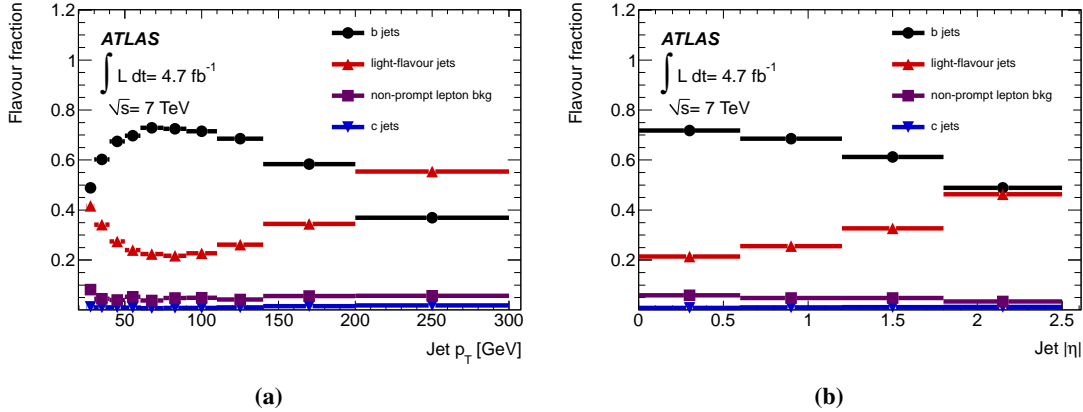 Flavour fraction
1.2
1
0.8
0.6
0.4
0.2
ATLAS
∫ L dt= 4.7 fb⁻¹
√s= 7 TeV
b jets
light-flavour jets
non-prompt lepton bkg
c jets
50 100 150 200 250 300
Jet p_T [GeV]
(a)
Flavour fraction
1.2
1
0.8
0.6
0.4
0.2
ATLAS
∫ L dt= 4.7 fb⁻¹
√s= 7 TeV
b jets
light-flavour jets
non-prompt lepton bkg
c jets
0 0.5 1 1.5 2 2.5
Jet |η|
(b)